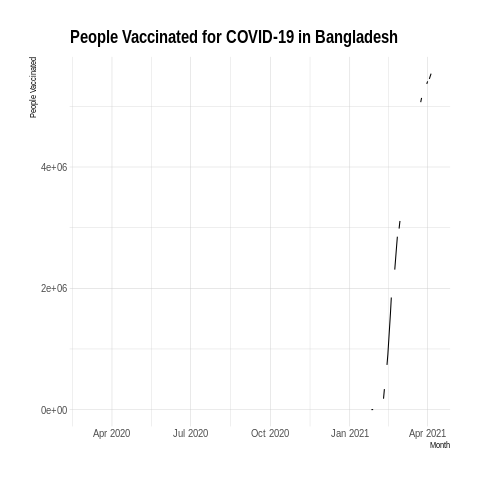 People Vaccinated for COVID-19 in Bangladesh
People Vaccinated
4e+06
2e+06
0e+00
Apr 2020 Jul 2020 Oct 2020 Jan 2021 Apr 2021
Month